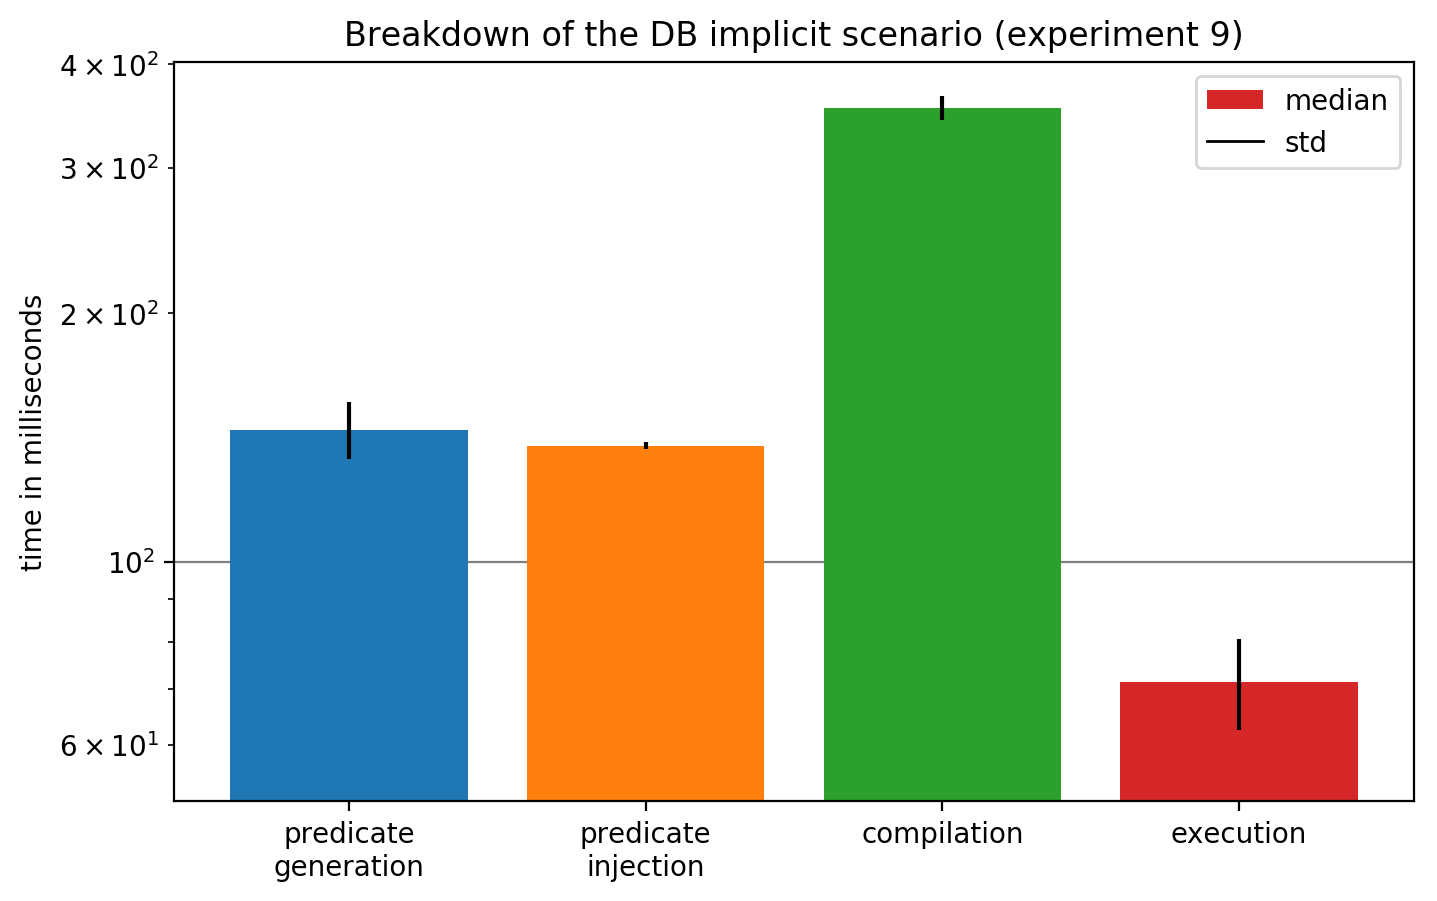 Breakdown of the DB implicit scenario (experiment 9)
time in milliseconds
4 × 10²
3 × 10²
2 × 10²
10²
6 × 10¹
median
std
predicate
generation
predicate
injection
compilation
execution